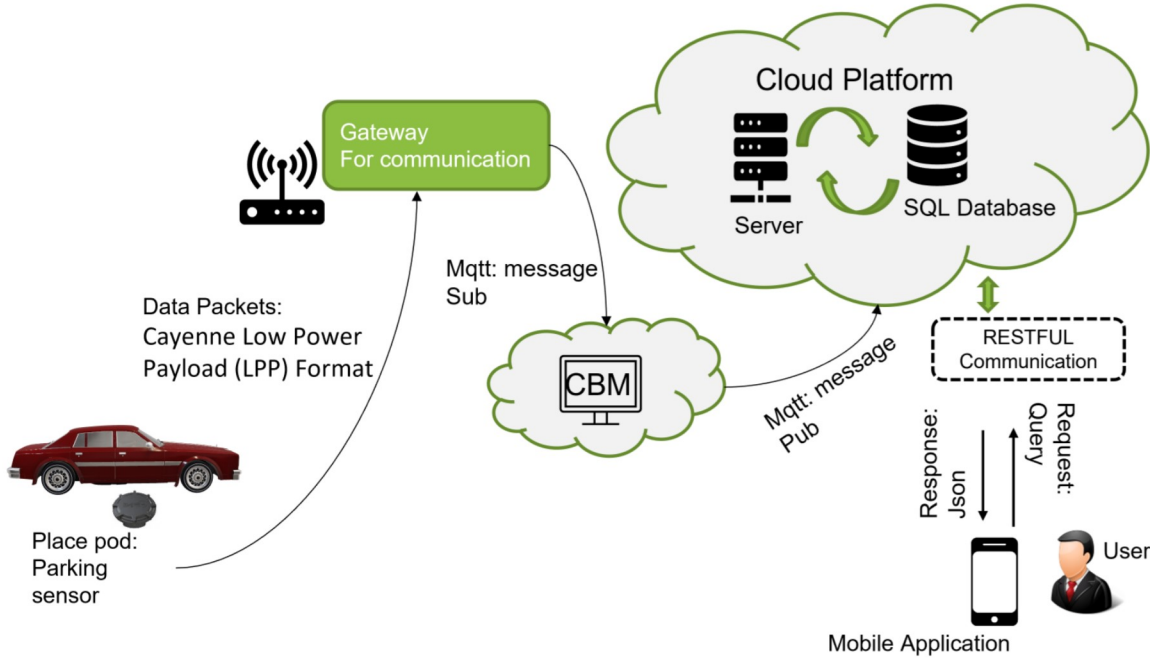 Cloud Platform
Server
SQL Database
Gateway
For communication
Mqtt: message
Sub
Data Packets:
Cayenne Low Power
Payload (LPP) Format
CBM
Mqtt: message
Pub
RESTFUL
Communication
Response:
Json
Request:
Query
Place pod:
Parking
sensor
User
Mobile Application